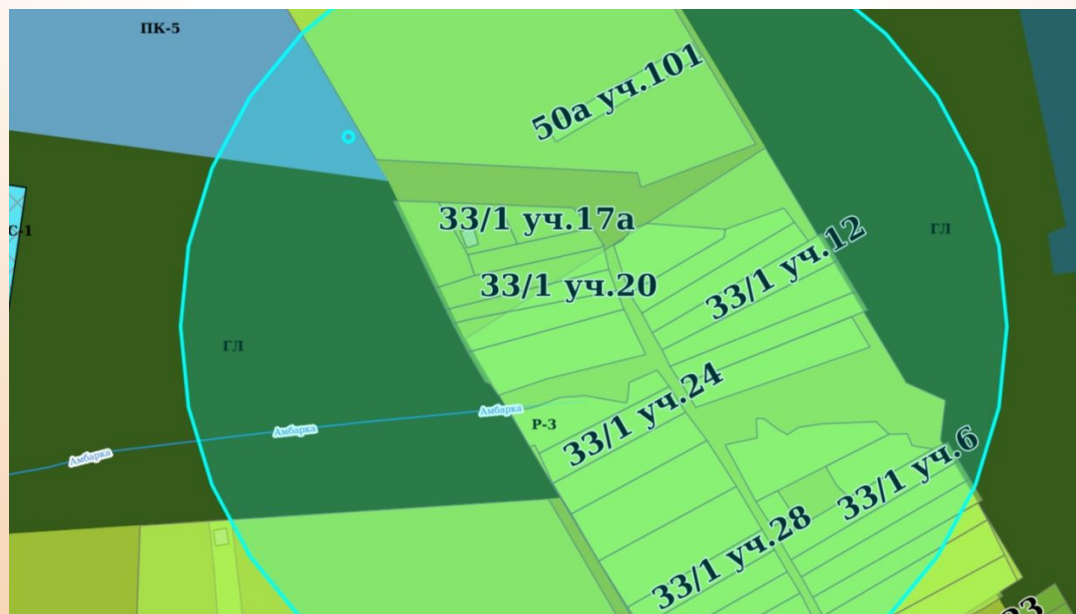 ПК-5
50а уч.101
С-1
33/1 уч.17а
ГЛ
33/1 уч.12
33/1 уч.20
ГЛ
33/1 уч.24
Амбарка
Р-3
Амбарка
Амбарка
33/1 уч.6
33/1 уч.28
23